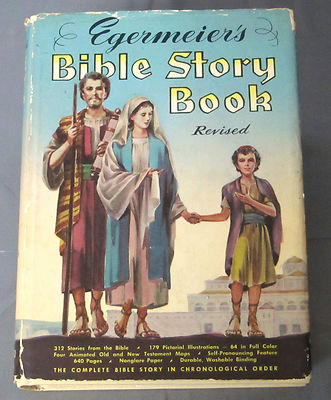 Egermeier's
Bible Story
Book
Revised
312 Stories from the Bible • 179 Pictorial Illustrations — 64 in Full Color
Four Animated Old and New Testament Maps • Self-Pronouncing Feature
640 Pages • Nonglare Paper • Durable, Washable Binding
THE COMPLETE BIBLE STORY IN CHRONOLOGICAL ORDER